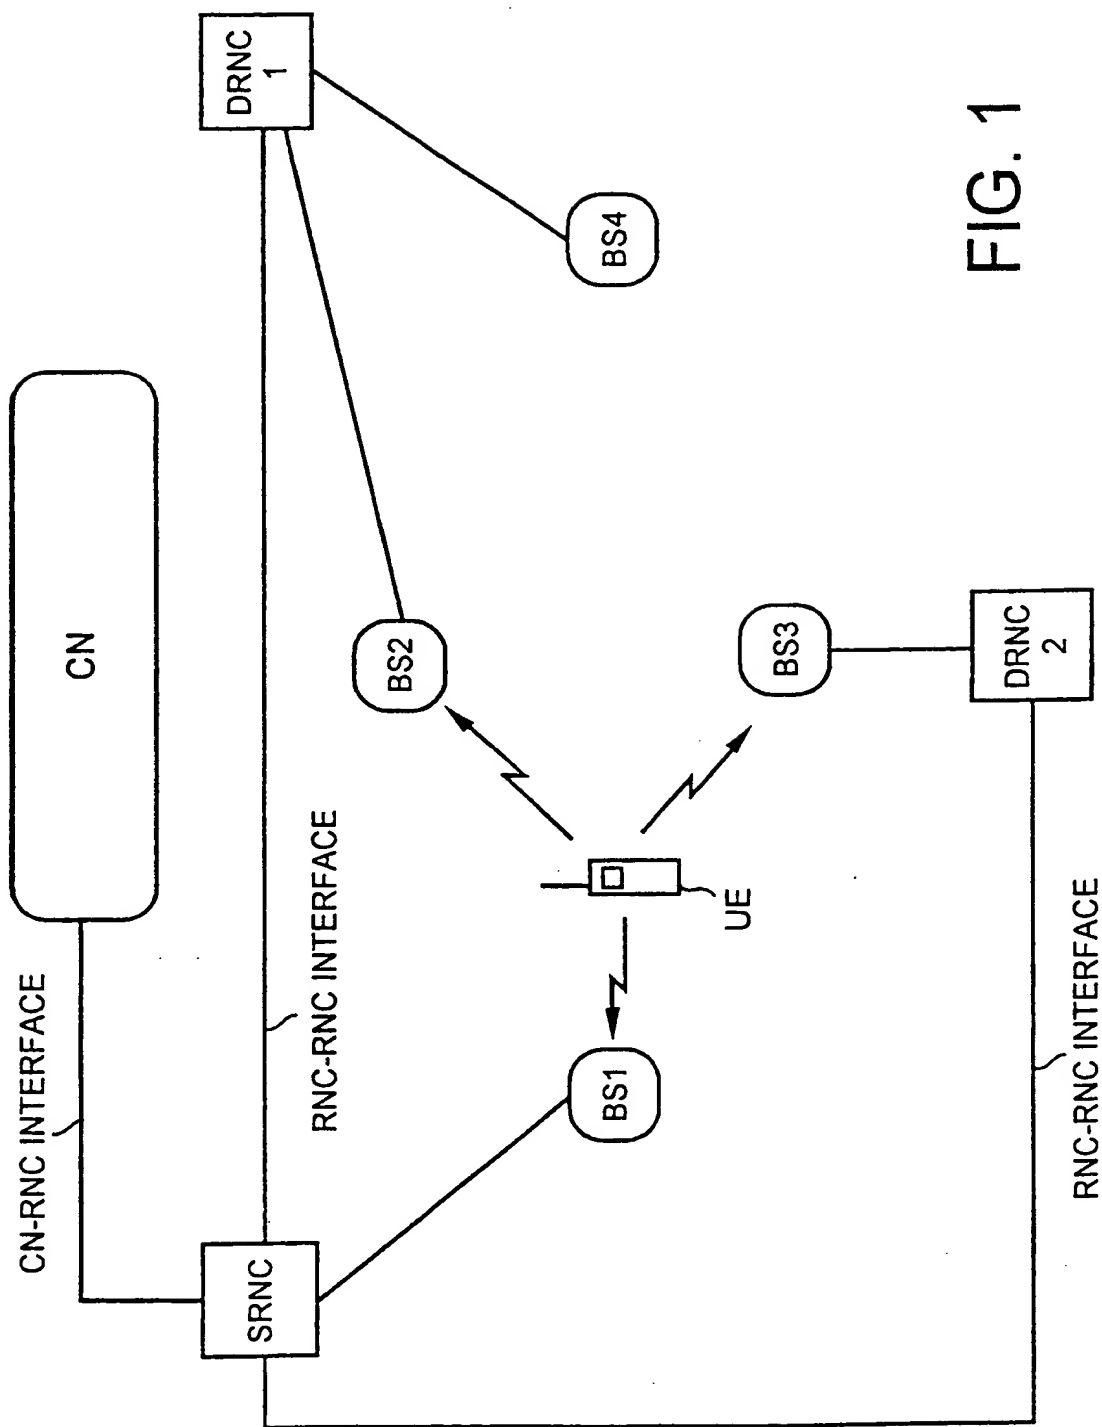 CN
CN-RNC INTERFACE
SRNC
RNC-RNC INTERFACE
DRNC
1
BS2
BS1
UE
BS4
BS3
DRNC
2
RNC-RNC INTERFACE
FIG. 1